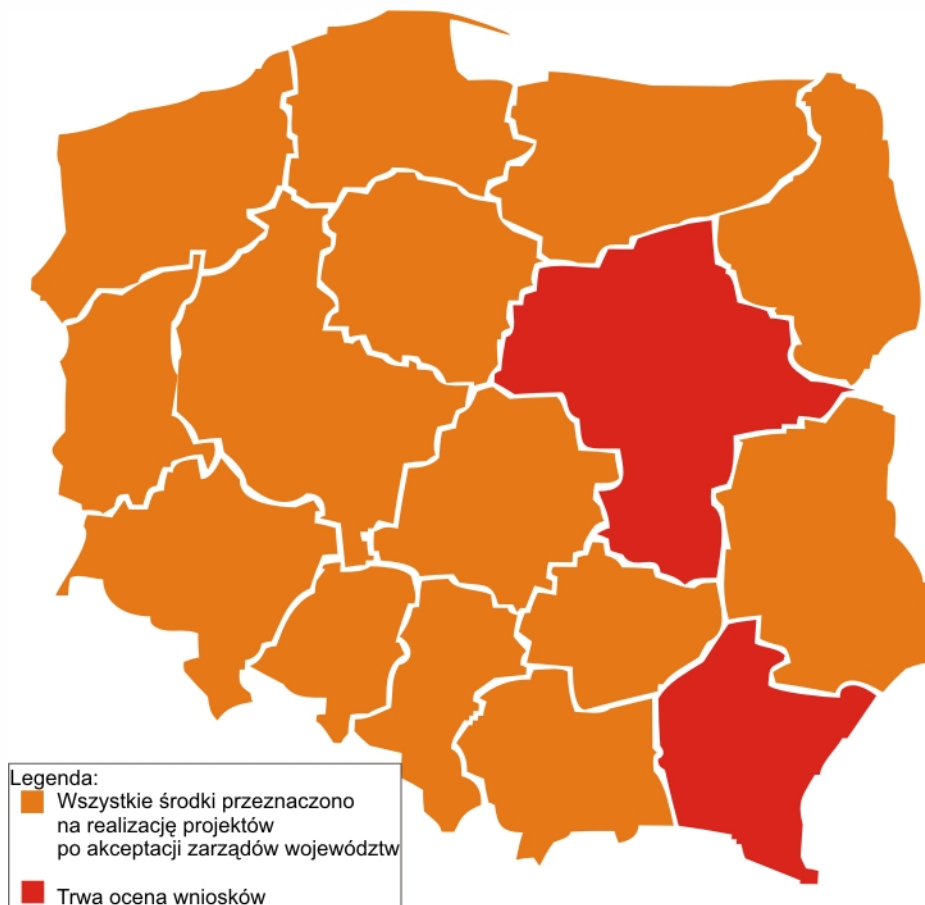 Legenda:
Wszystkie środki przeznaczono
na realizację projektów
po akceptacji zarządów województw
Trwa ocena wniosków